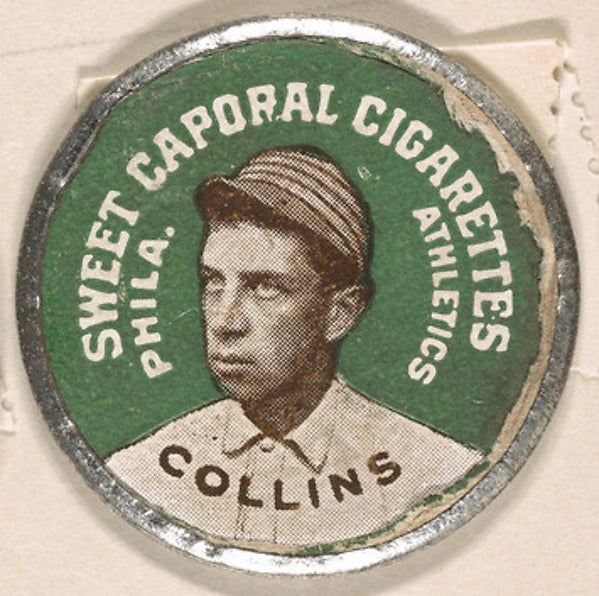 SWEET CAPORAL CIGARETTES
PHILA.
ATHLETICS
COLLINS